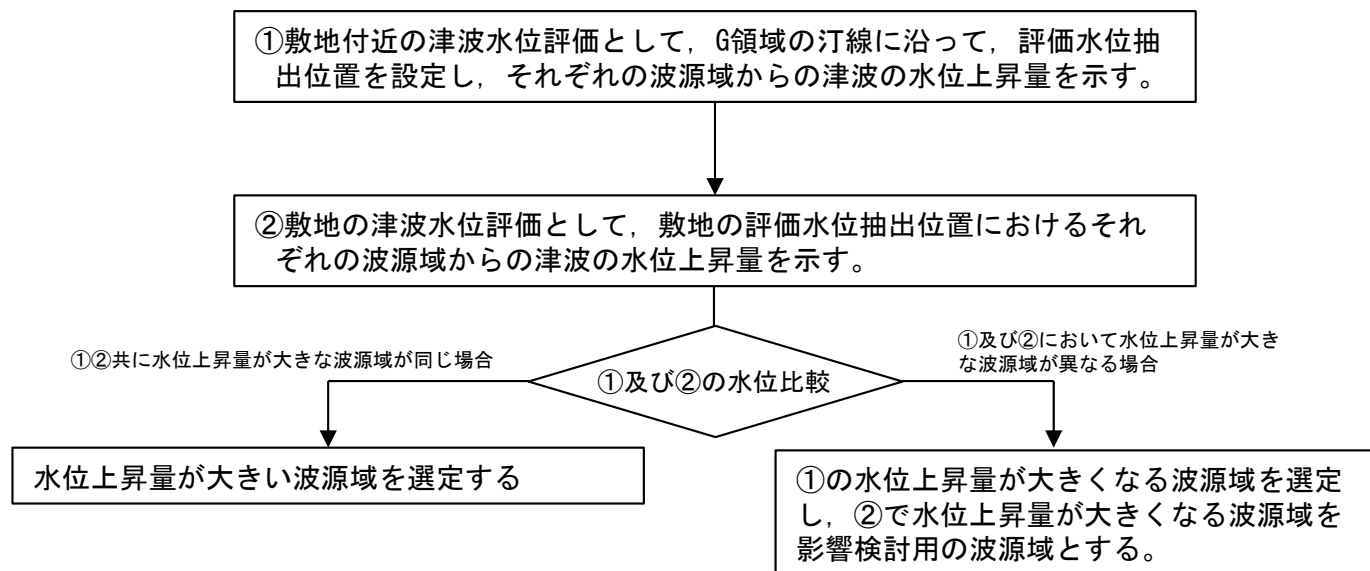 ①敷地付近の津波水位評価として，G領域の汀線に沿って，評価水位抽
出位置を設定し，それぞれの波源域からの津波の水位上昇量を示す。
②敷地の津波水位評価として，敷地の評価水位抽出位置におけるそれ
ぞれの波源域からの津波の水位上昇量を示す。
①②共に水位上昇量が大きな波源域が同じ場合
①及び②の水位比較
①及び②において水位上昇量が大き
な波源域が異なる場合
水位上昇量が大きい波源域を選定する
①の水位上昇量が大きくなる波源域を選定
し，②で水位上昇量が大きくなる波源域を
影響検討用の波源域とする。